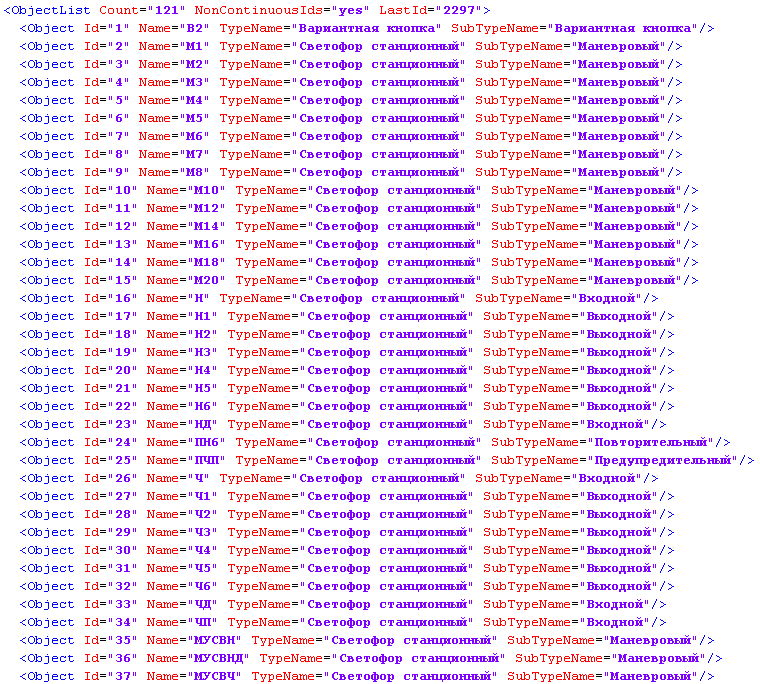 <ObjectList Count="121" NonContinuousIds="yes" LastId="2297">
<Object Id="1" Name="В2" TypeName="Вариантная кнопка" SubTypeName="Вариантная кнопка"/>
<Object Id="2" Name="М1" TypeName="Светофор станционный" SubTypeName="Маневровый"/>
<Object Id="3" Name="М2" TypeName="Светофор станционный" SubTypeName="Маневровый"/>
<Object Id="4" Name="М3" TypeName="Светофор станционный" SubTypeName="Маневровый"/>
<Object Id="5" Name="М4" TypeName="Светофор станционный" SubTypeName="Маневровый"/>
<Object Id="6" Name="М5" TypeName="Светофор станционный" SubTypeName="Маневровый"/>
<Object Id="7" Name="М6" TypeName="Светофор станционный" SubTypeName="Маневровый"/>
<Object Id="8" Name="М7" TypeName="Светофор станционный" SubTypeName="Маневровый"/>
<Object Id="9" Name="М8" TypeName="Светофор станционный" SubTypeName="Маневровый"/>
<Object Id="10" Name="М10" TypeName="Светофор станционный" SubTypeName="Маневровый"/>
<Object Id="11" Name="М12" TypeName="Светофор станционный" SubTypeName="Маневровый"/>
<Object Id="12" Name="М14" TypeName="Светофор станционный" SubTypeName="Маневровый"/>
<Object Id="13" Name="М16" TypeName="Светофор станционный" SubTypeName="Маневровый"/>
<Object Id="14" Name="М18" TypeName="Светофор станционный" SubTypeName="Маневровый"/>
<Object Id="15" Name="М20" TypeName="Светофор станционный" SubTypeName="Маневровый"/>
<Object Id="16" Name="Н" TypeName="Светофор станционный" SubTypeName="Входной"/>
<Object Id="17" Name="Н1" TypeName="Светофор станционный" SubTypeName="Выходной"/>
<Object Id="18" Name="Н2" TypeName="Светофор станционный" SubTypeName="Выходной"/>
<Object Id="19" Name="Н3" TypeName="Светофор станционный" SubTypeName="Выходной"/>
<Object Id="20" Name="Н4" TypeName="Светофор станционный" SubTypeName="Выходной"/>
<Object Id="21" Name="Н5" TypeName="Светофор станционный" SubTypeName="Выходной"/>
<Object Id="22" Name="Н6" TypeName="Светофор станционный" SubTypeName="Выходной"/>
<Object Id="23" Name="НД" TypeName="Светофор станционный" SubTypeName="Входной"/>
<Object Id="24" Name="ПН6" TypeName="Светофор станционный" SubTypeName="Повторительный"/>
<Object Id="25" Name="ПЧП" TypeName="Светофор станционный" SubTypeName="Предупредительный"/>
<Object Id="26" Name="Ч" TypeName="Светофор станционный" SubTypeName="Входной"/>
<Object Id="27" Name="Ч1" TypeName="Светофор станционный" SubTypeName="Выходной"/>
<Object Id="28" Name="Ч2" TypeName="Светофор станционный" SubTypeName="Выходной"/>
<Object Id="29" Name="Ч3" TypeName="Светофор станционный" SubTypeName="Выходной"/>
<Object Id="30" Name="Ч4" TypeName="Светофор станционный" SubTypeName="Выходной"/>
<Object Id="31" Name="Ч5" TypeName="Светофор станционный" SubTypeName="Выходной"/>
<Object Id="32" Name="Ч6" TypeName="Светофор станционный" SubTypeName="Выходной"/>
<Object Id="33" Name="ЧД" TypeName="Светофор станционный" SubTypeName="Входной"/>
<Object Id="34" Name="ЧП" TypeName="Светофор станционный" SubTypeName="Входной"/>
<Object Id="35" Name="МУСВН" TypeName="Светофор станционный" SubTypeName="Маневровый"/>
<Object Id="36" Name="МУСВНД" TypeName="Светофор станционный" SubTypeName="Маневровый"/>
<Object Id="37" Name="МУСВЧ" TypeName="Светофор станционный" SubTypeName="Маневровый"/>